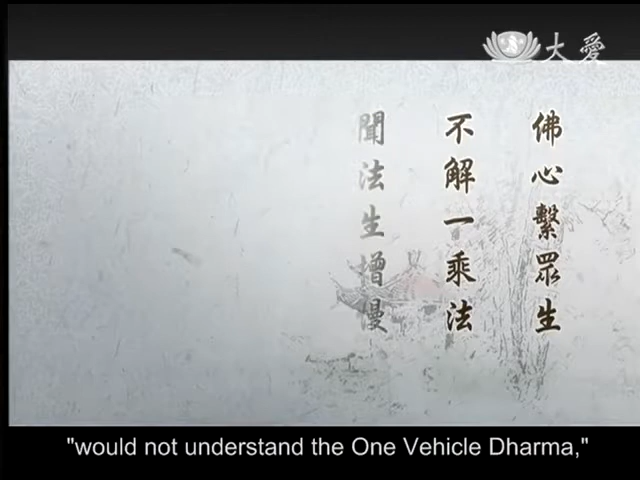 大愛
佛心繫眾生
不解一乘法
聞法生增慢
"would not understand the One Vehicle Dharma,"